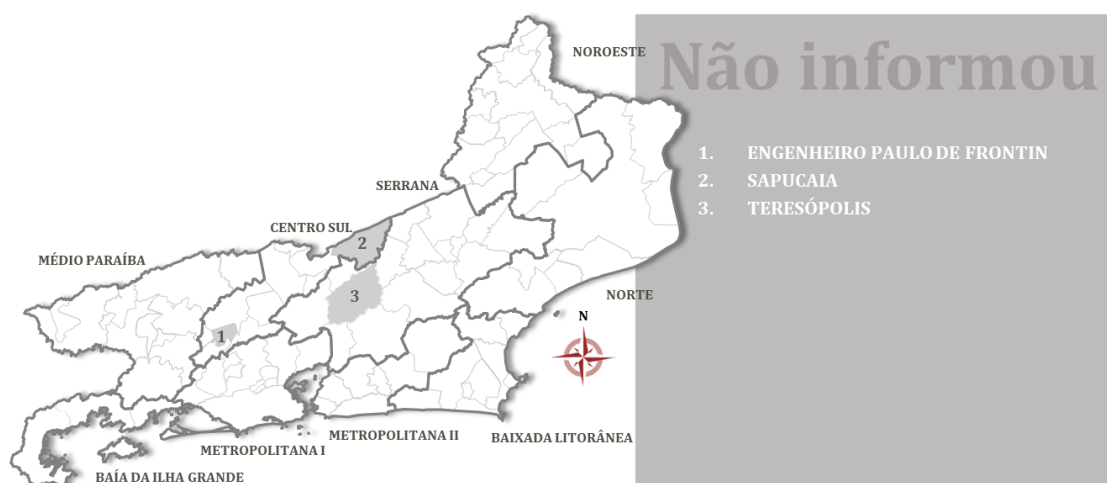 Não informou
1. ENGENHEIRO PAULO DE FRONTIN
2. SAPUCAIA
3. TERESÓPOLIS
NOROESTE
SERRANA
CENTRO SUL
2
MÉDIO PARAÍBA
3
NORTE
N
1
METROPOLITANA II
BAIXADA LITORÂNEA
METROPOLITANA I
BAÍA DA ILHA GRANDE